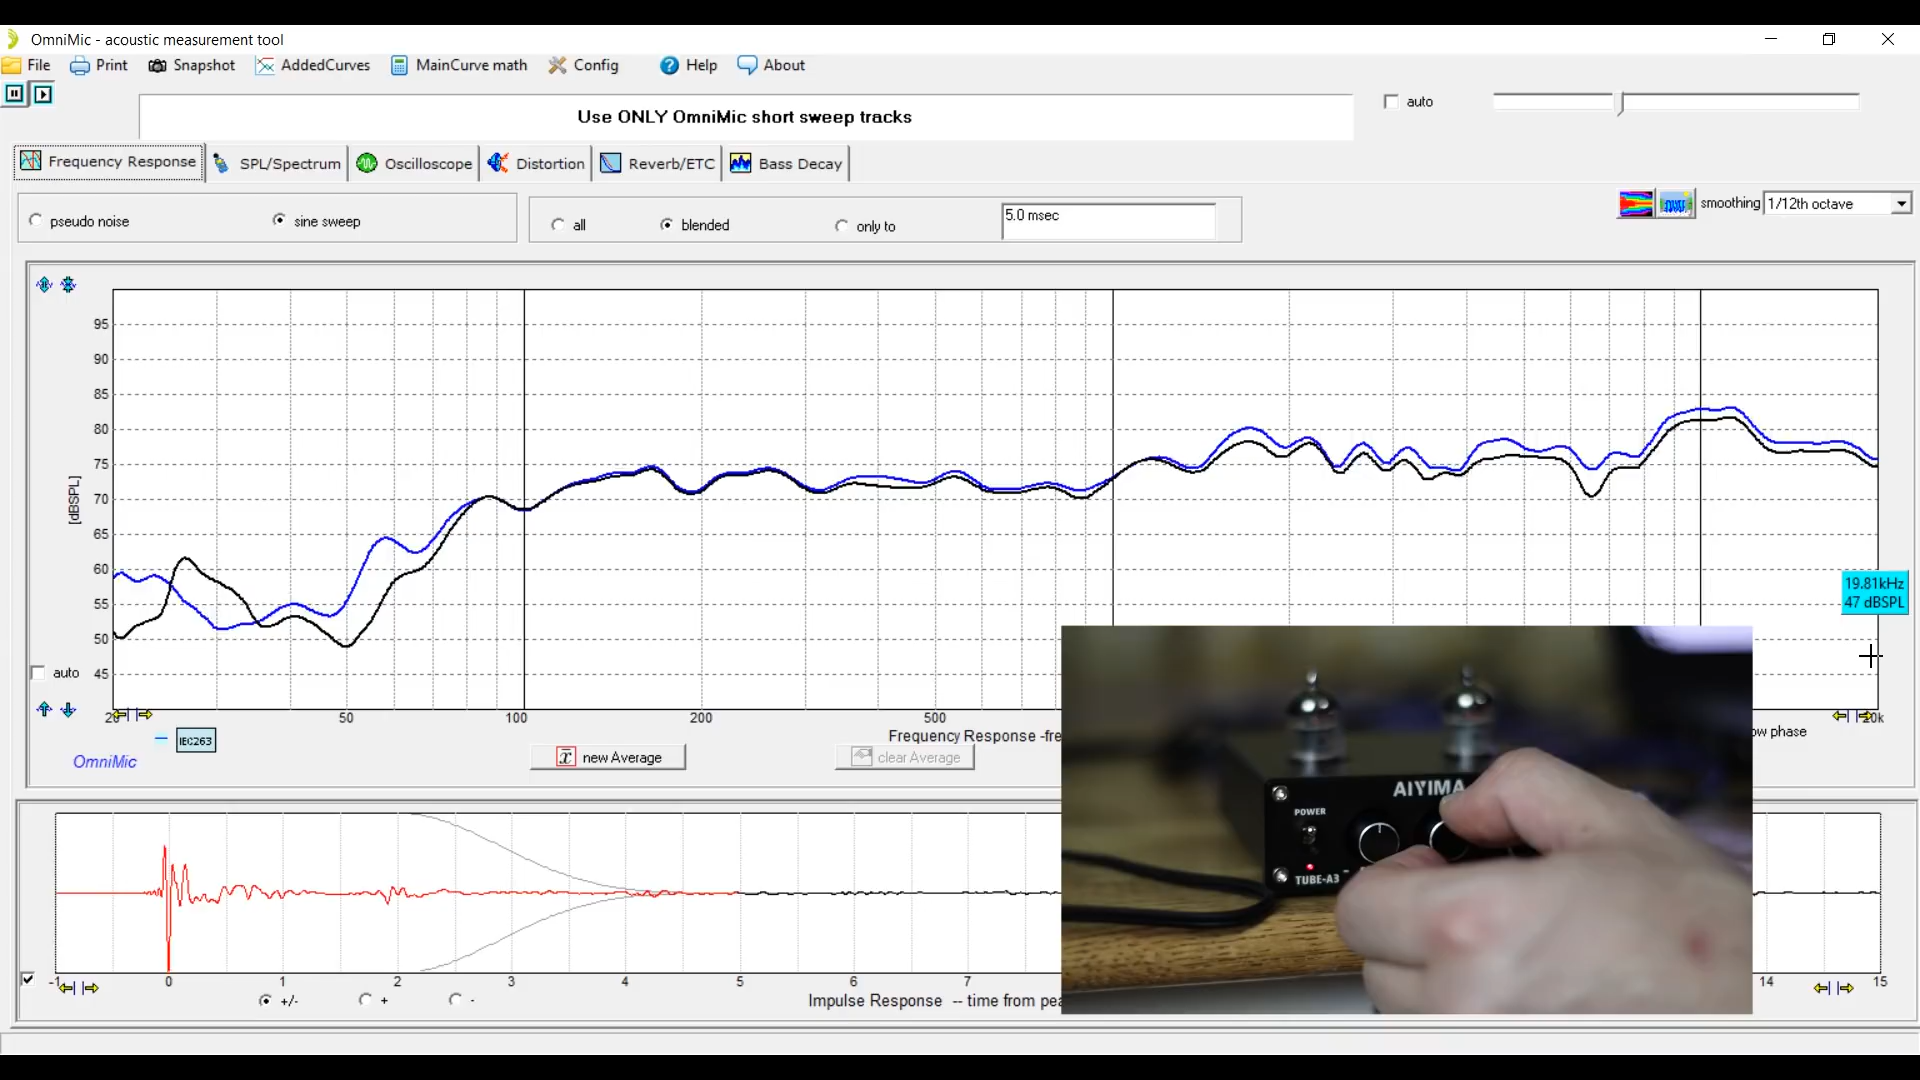 OmniMic - acoustic measurement tool
File Print Snapshot AddedCurves MainCurve math Config Help About
Use ONLY OmniMic short sweep tracks
auto
Frequency Response SPL/Spectrum Oscilloscope Distortion Reverb/ETC Bass Decay
pseudo noise sine sweep all blended only to 5.0 msec smoothing 1/12th octave
95
90
85
80
75
70
65
60
55
50
45
[dBSPL]
19.81kHz
47 dBSPL
auto
50 100 200 500 20k
IEC263
Frequency Response -fre
ow phase
OmniMic
new Average
clear Average
AIYIMA
POWER
TUBE-A3
-1 0 1 2 3 4 5 6 7 14 15
+/- + -
Impulse Response -- time from pea